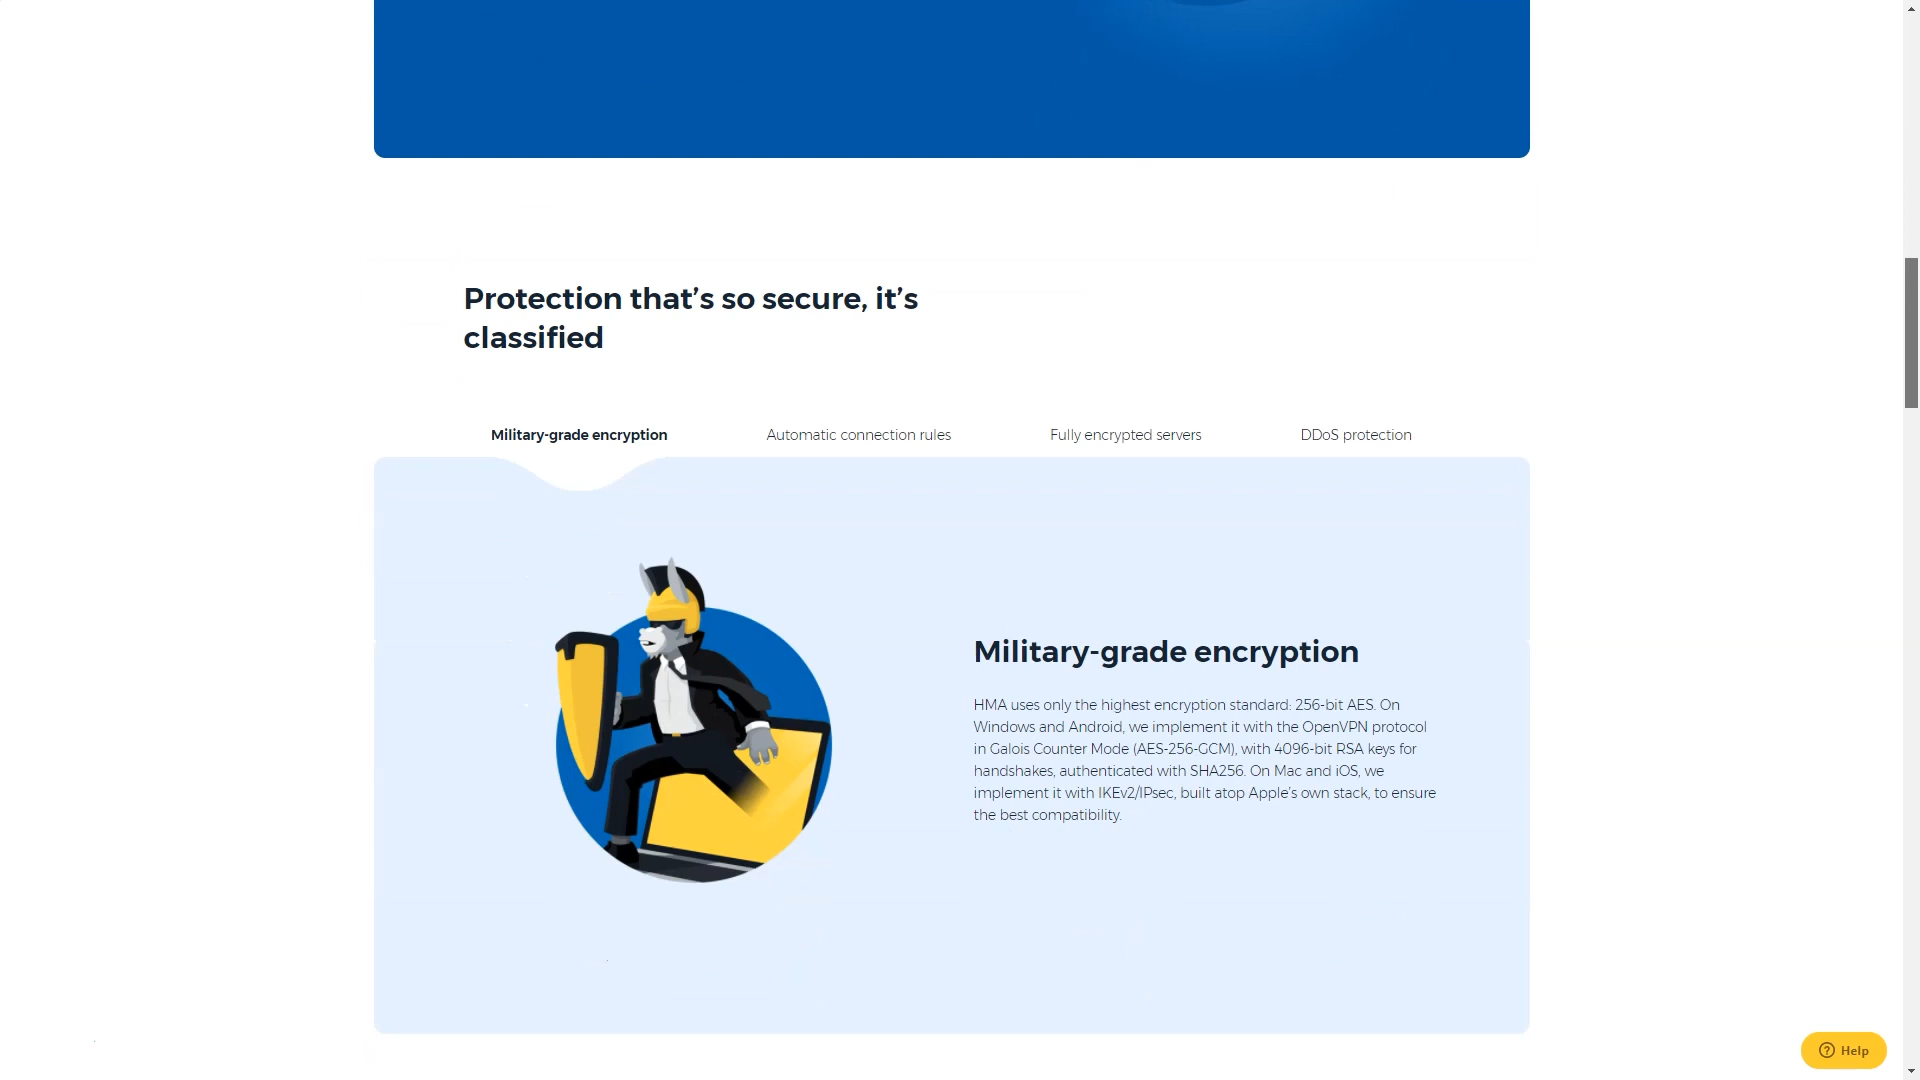 Protection that’s so secure, it’s
classified
Military-grade encryption
Automatic connection rules
Fully encrypted servers
DDoS protection
Military-grade encryption
HMA uses only the highest encryption standard: 256-bit AES. On
Windows and Android, we implement it with the OpenVPN protocol
in Galois Counter Mode (AES-256-GCM), with 4096-bit RSA keys for
handshakes, authenticated with SHA256. On Mac and iOS, we
implement it with IKEv2/IPsec, built atop Apple’s own stack, to ensure
the best compatibility.
Help